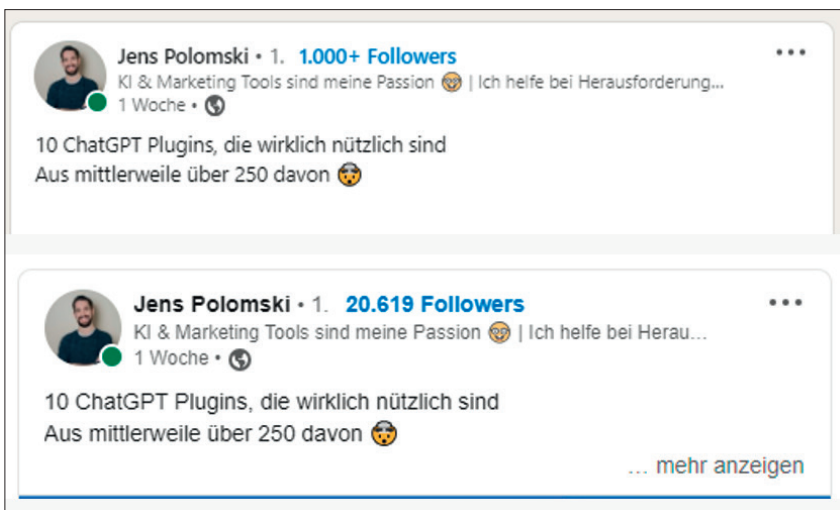 Jens Polomski • 1. 1.000+ Followers
KI & Marketing Tools sind meine Passion 🤓 | Ich helfe bei Herausforderung...
1 Woche •
10 ChatGPT Plugins, die wirklich nützlich sind
Aus mittlerweile über 250 davon 🤯
Jens Polomski • 1. 20.619 Followers
KI & Marketing Tools sind meine Passion 🤓 | Ich helfe bei Herau...
1 Woche •
10 ChatGPT Plugins, die wirklich nützlich sind
Aus mittlerweile über 250 davon 🤯
... mehr anzeigen